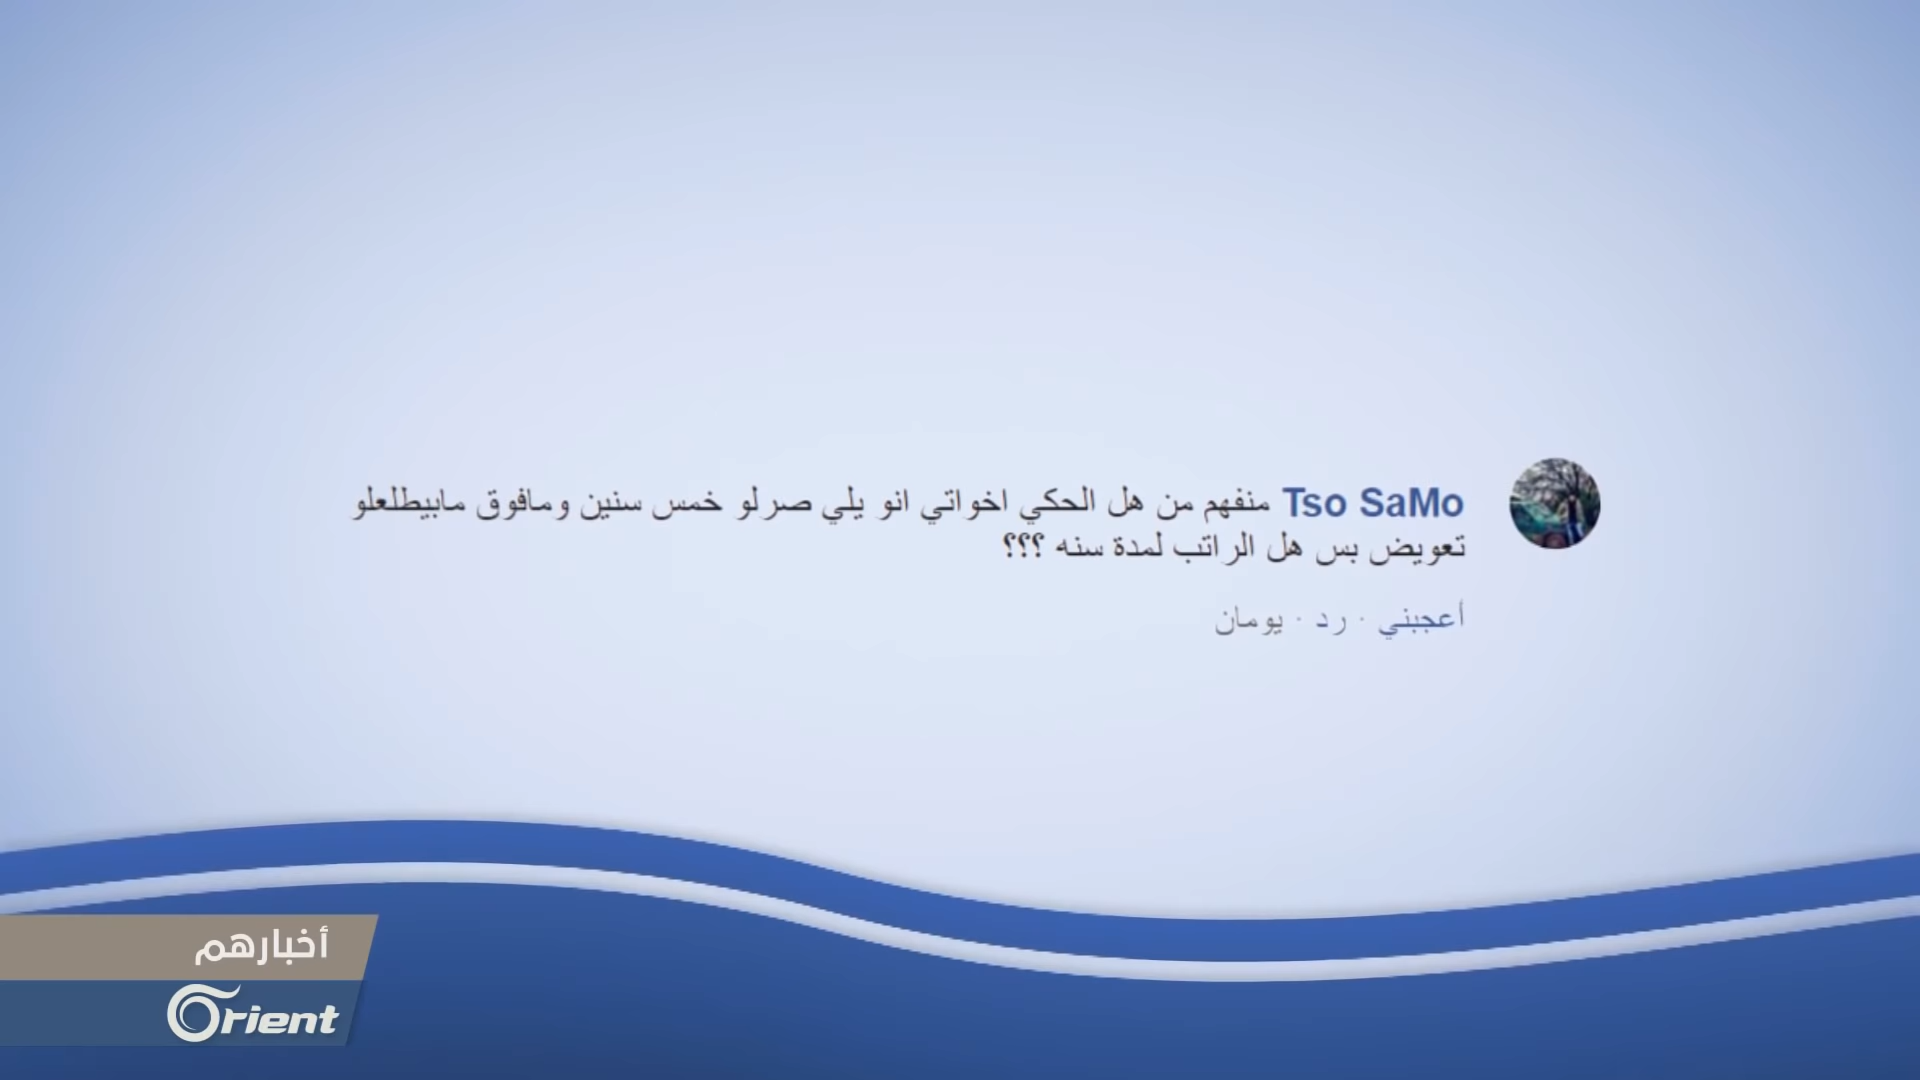 Tso SaMo منفهم من هل الحكي اخواتي انو يلي صرلو خمس سنين ومافوق مابيطلعلو
تعويض بس هل الراتب لمدة سنه ؟؟؟
أعجبني · رد · يومان
أخبارهم
Orient